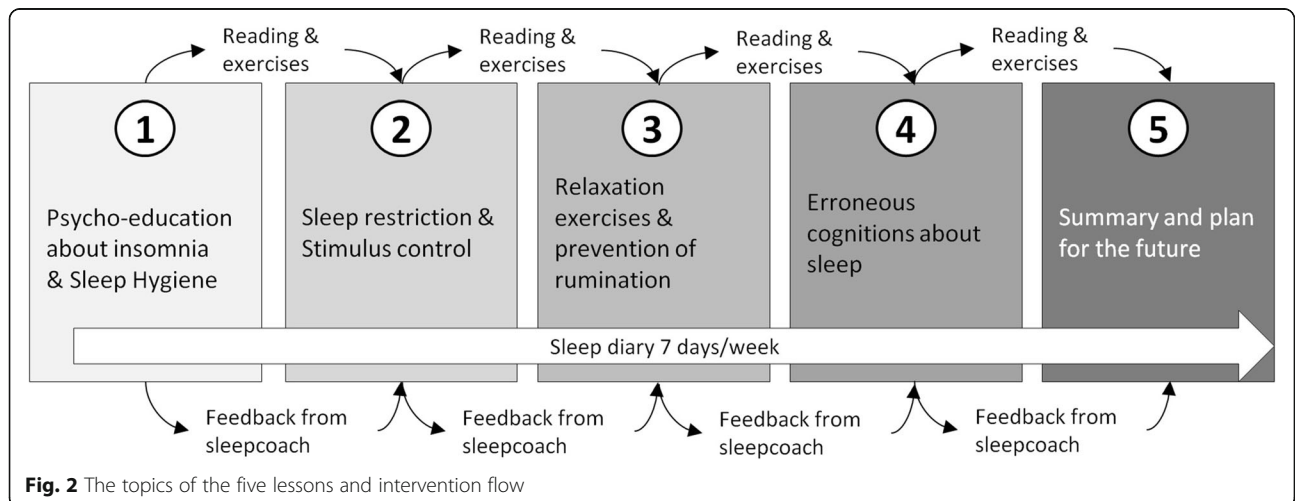 Reading &
exercises
Reading &
exercises
Reading &
exercises
Reading &
exercises
1
Psycho-education
about insomnia
& Sleep Hygiene
2
Sleep restriction &
Stimulus control
3
Relaxation
exercises &
prevention of
rumination
4
Erroneous
cognitions about
sleep
5
Summary and plan
for the future
Sleep diary 7 days/week
Feedback from
sleepcoach
Feedback from
sleepcoach
Feedback from
sleepcoach
Feedback from
sleepcoach
Fig. 2 The topics of the five lessons and intervention flow